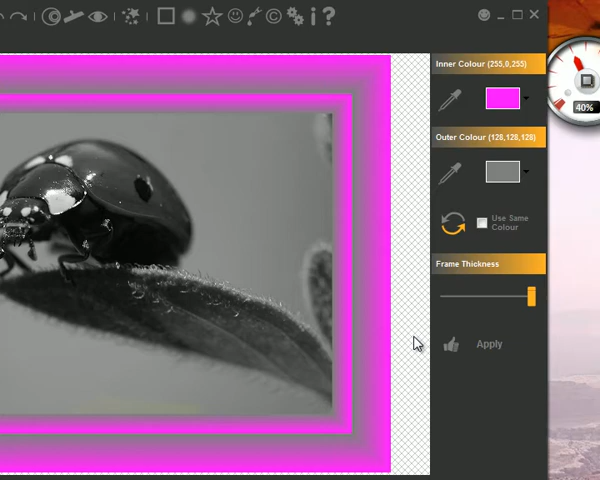 Inner Colour (255,0,255)
40%
Outer Colour (128,128,128)
Use Same
Colour
Frame Thickness
Apply